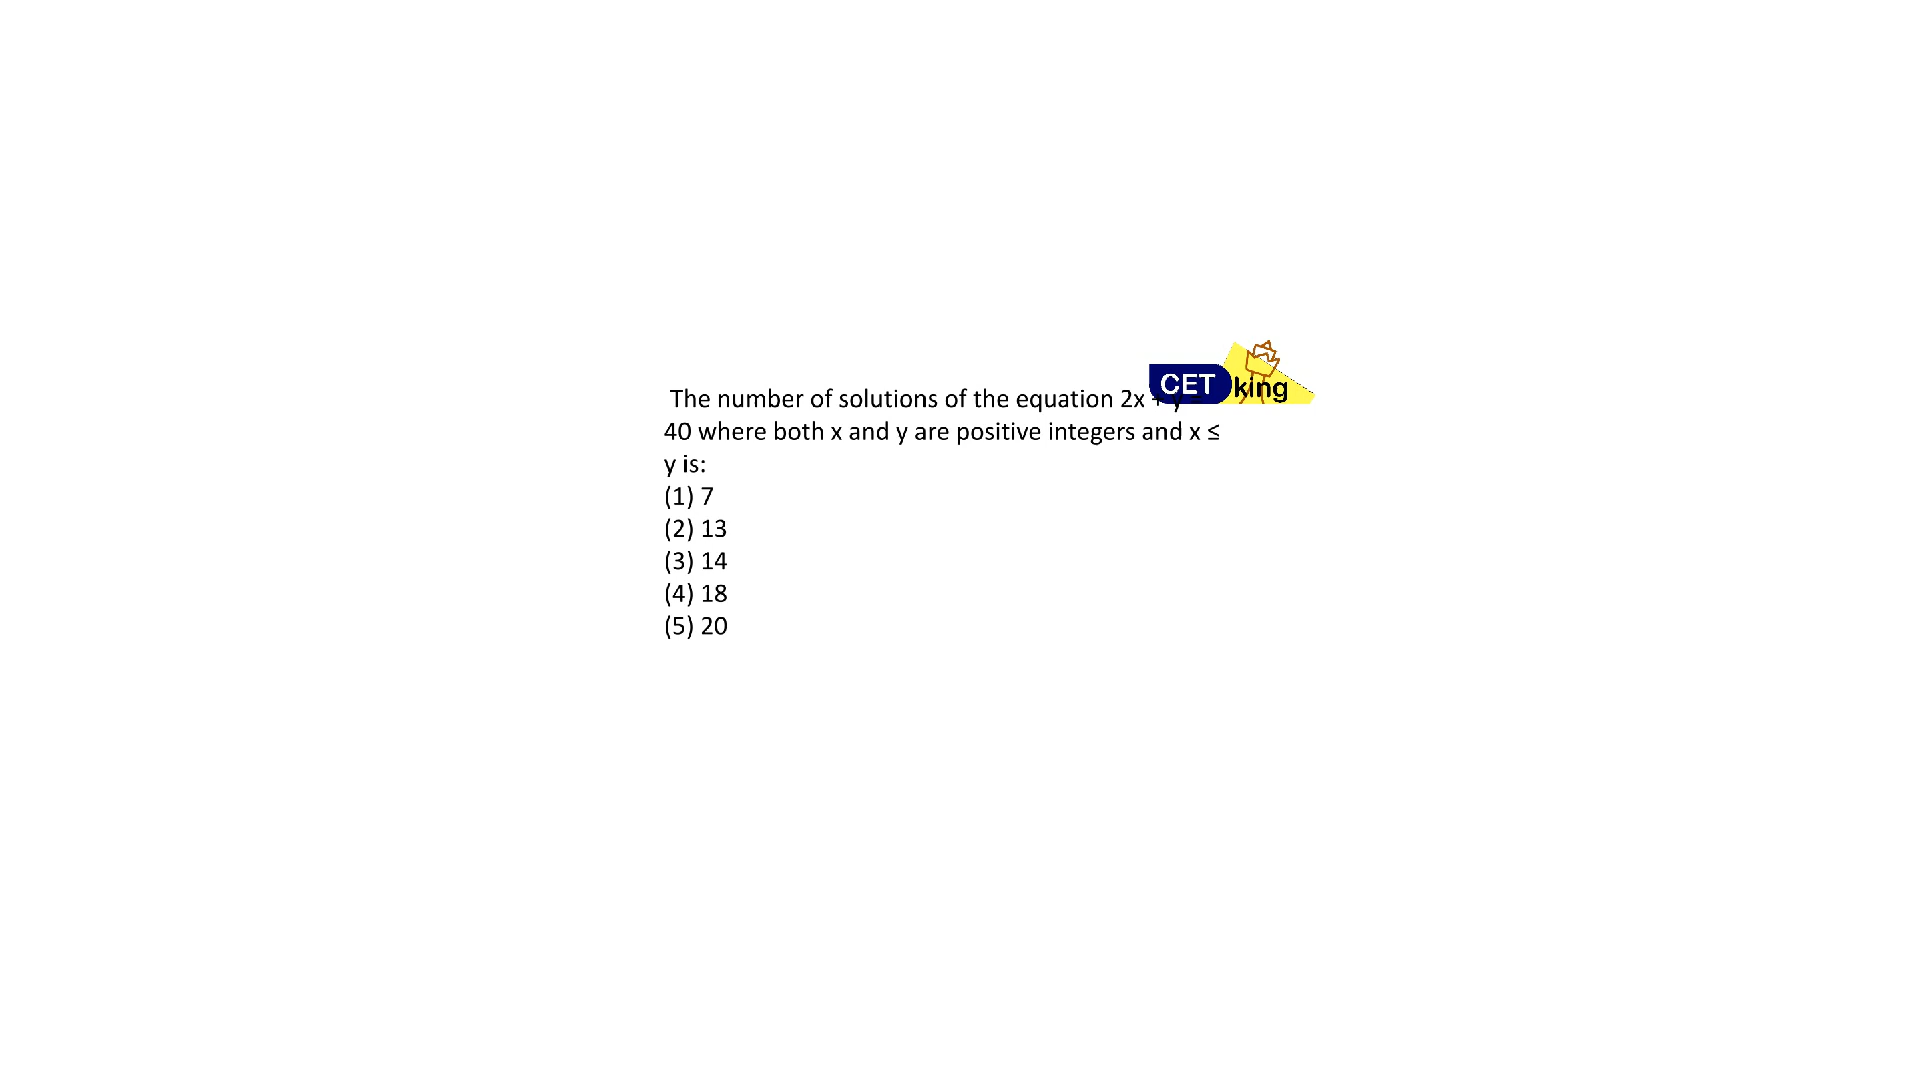 CET king
The number of solutions of the equation 2x + y =
40 where both x and y are positive integers and x ≤
y is:
(1) 7
(2) 13
(3) 14
(4) 18
(5) 20